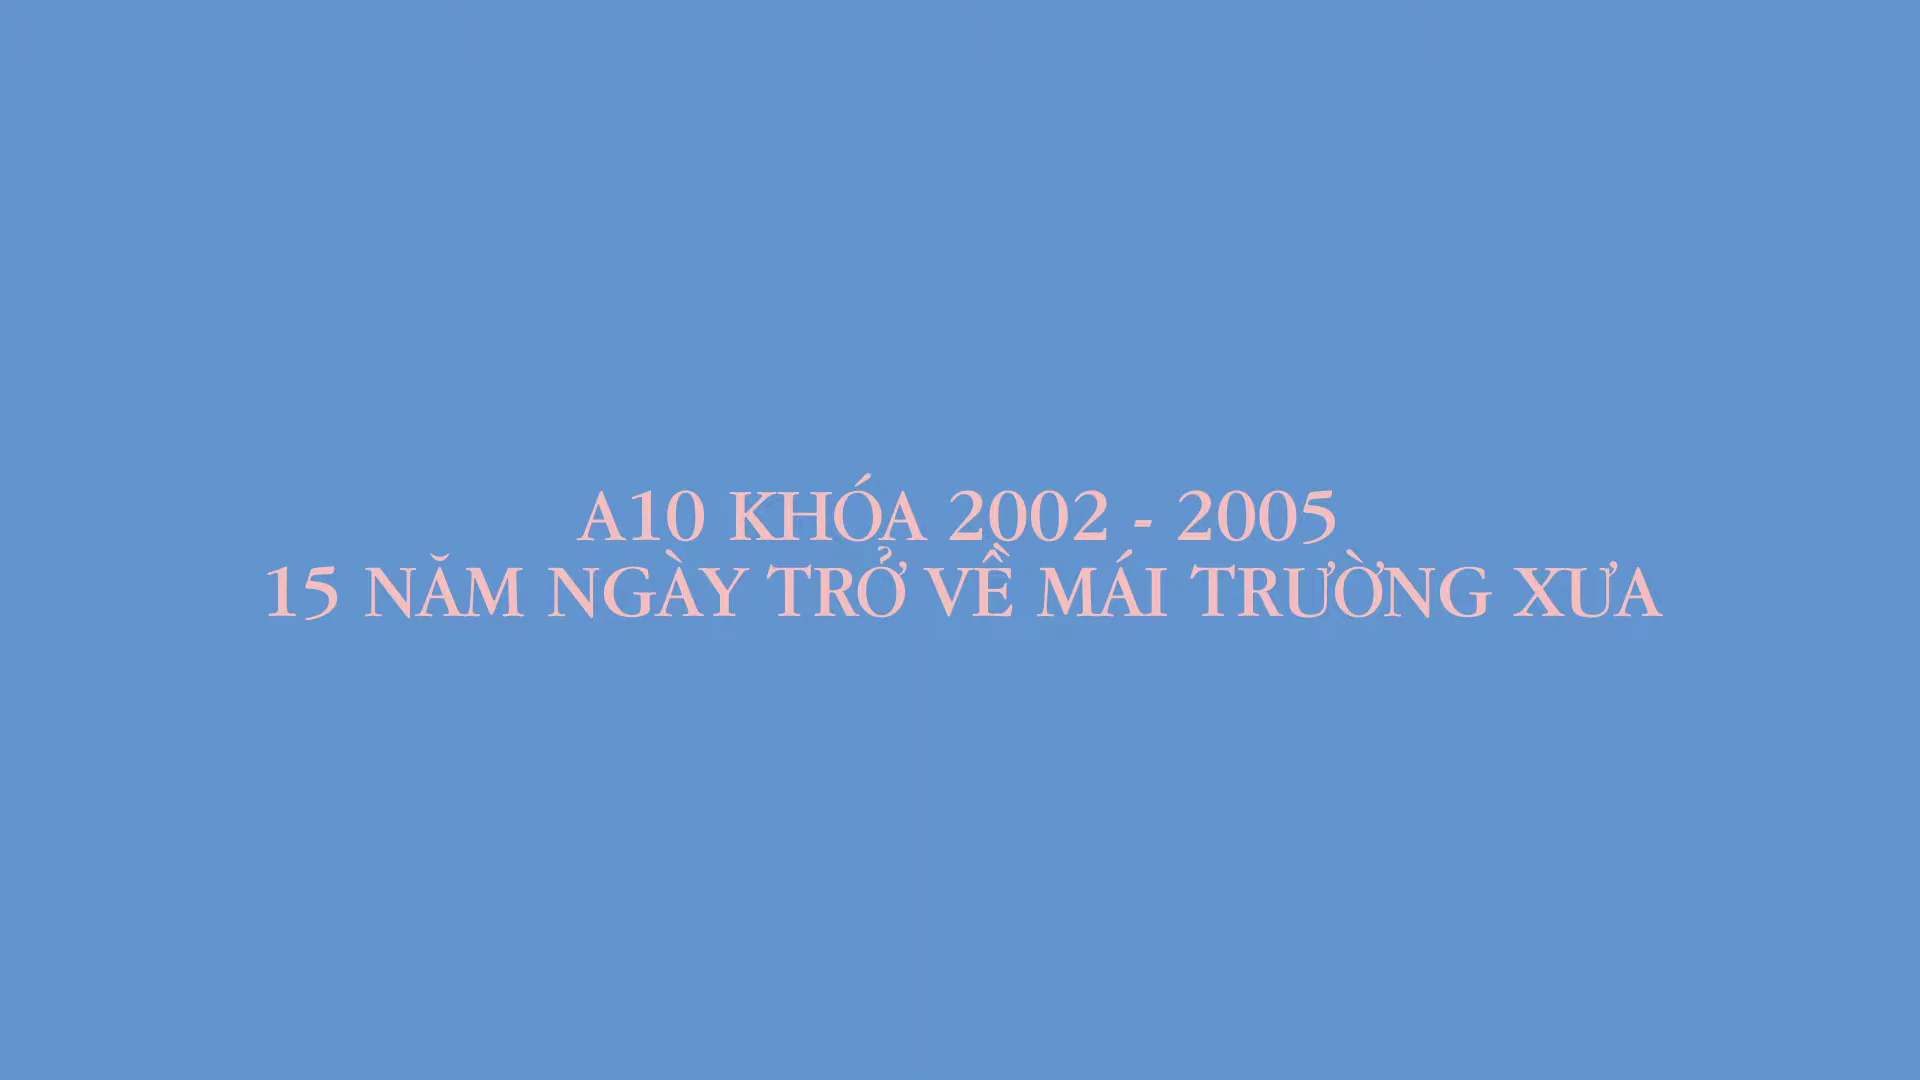 A10 KHÓA 2002 - 2005
15 NĂM NGÀY TRỞ VỀ MÁI TRƯỜNG XƯA